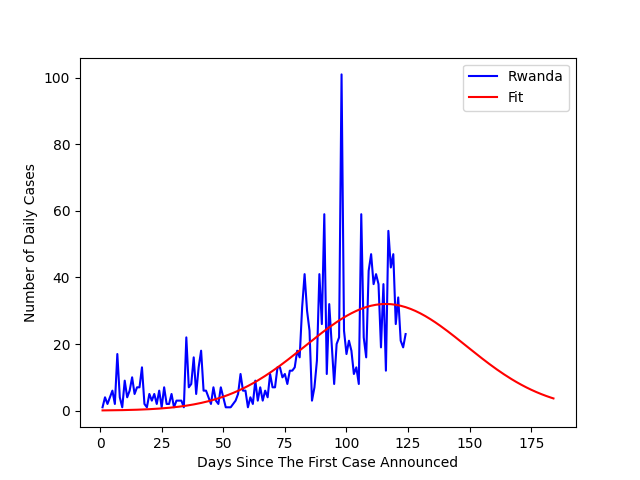 Rwanda
Fit
Number of Daily Cases
100
80
60
40
20
0
0 25 50 75 100 125 150 175
Days Since The First Case Announced